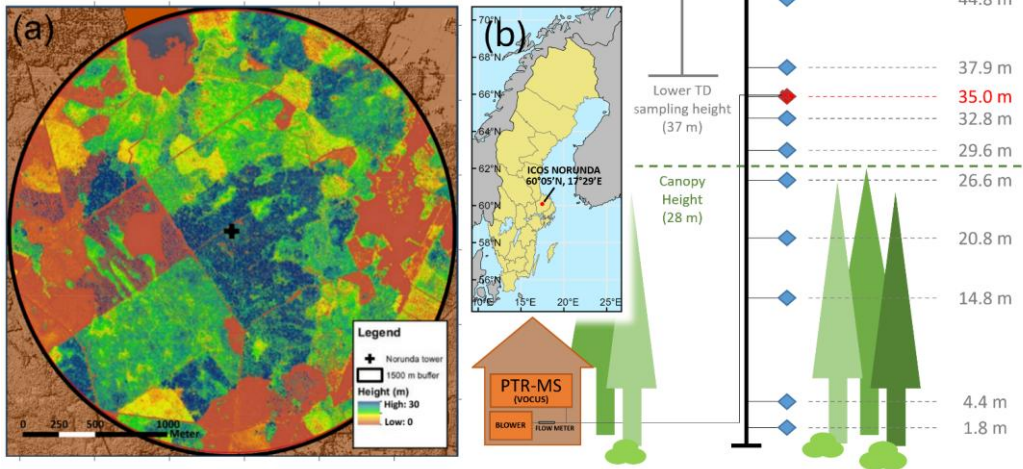 (a)
Legend
Norunda tower
1500 m buffer
Height (m)
High: 30
Low: 0
0 250 500 1000
Meter
(b)
70°N
68°N
66°N
64°N
62°N
60°N
58°N
56°N
10°E 15°E 20°E 25°E
ICOS NORUNDA
60°05'N, 17°29'E
Lower TD
sampling height
(37 m)
Canopy
Height
(28 m)
PTR-MS
(VOCUS)
BLOWER
FLOW METER
44.8 m
37.9 m
35.0 m
32.8 m
29.6 m
26.6 m
20.8 m
14.8 m
4.4 m
1.8 m